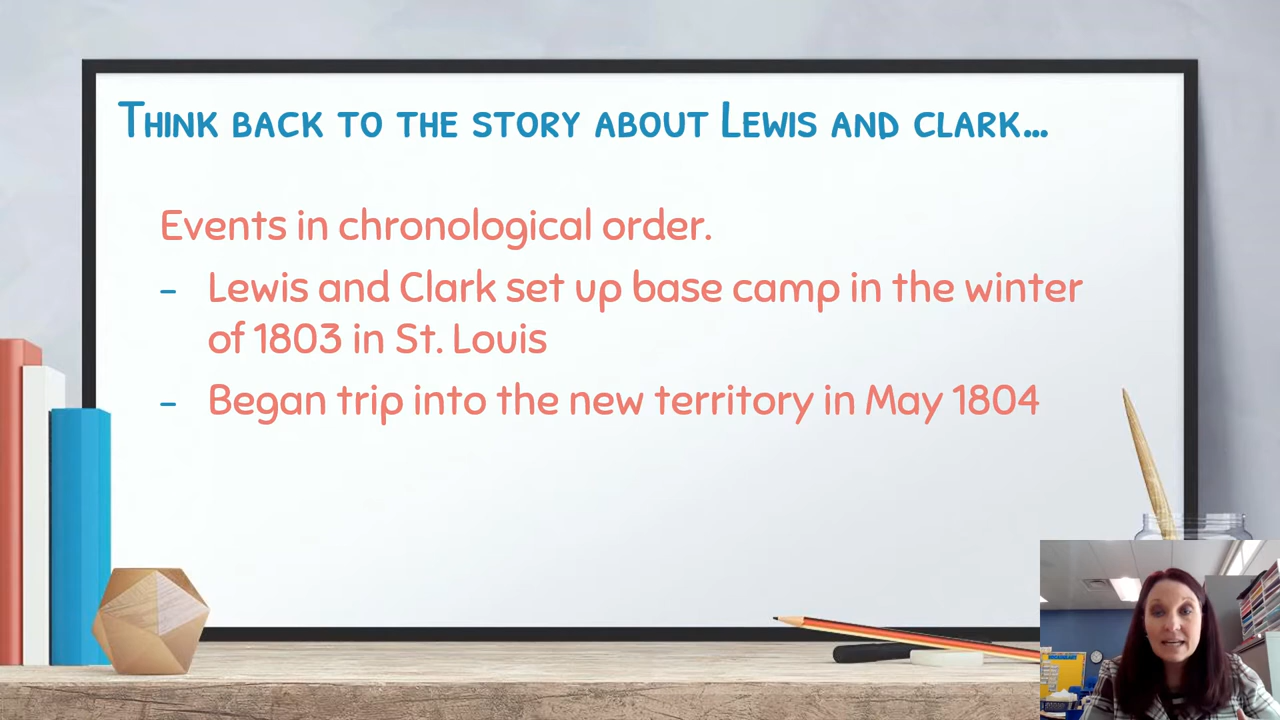 Think back to the story about Lewis and clark...
Events in chronological order.
- Lewis and Clark set up base camp in the winter
of 1803 in St. Louis
- Began trip into the new territory in May 1804